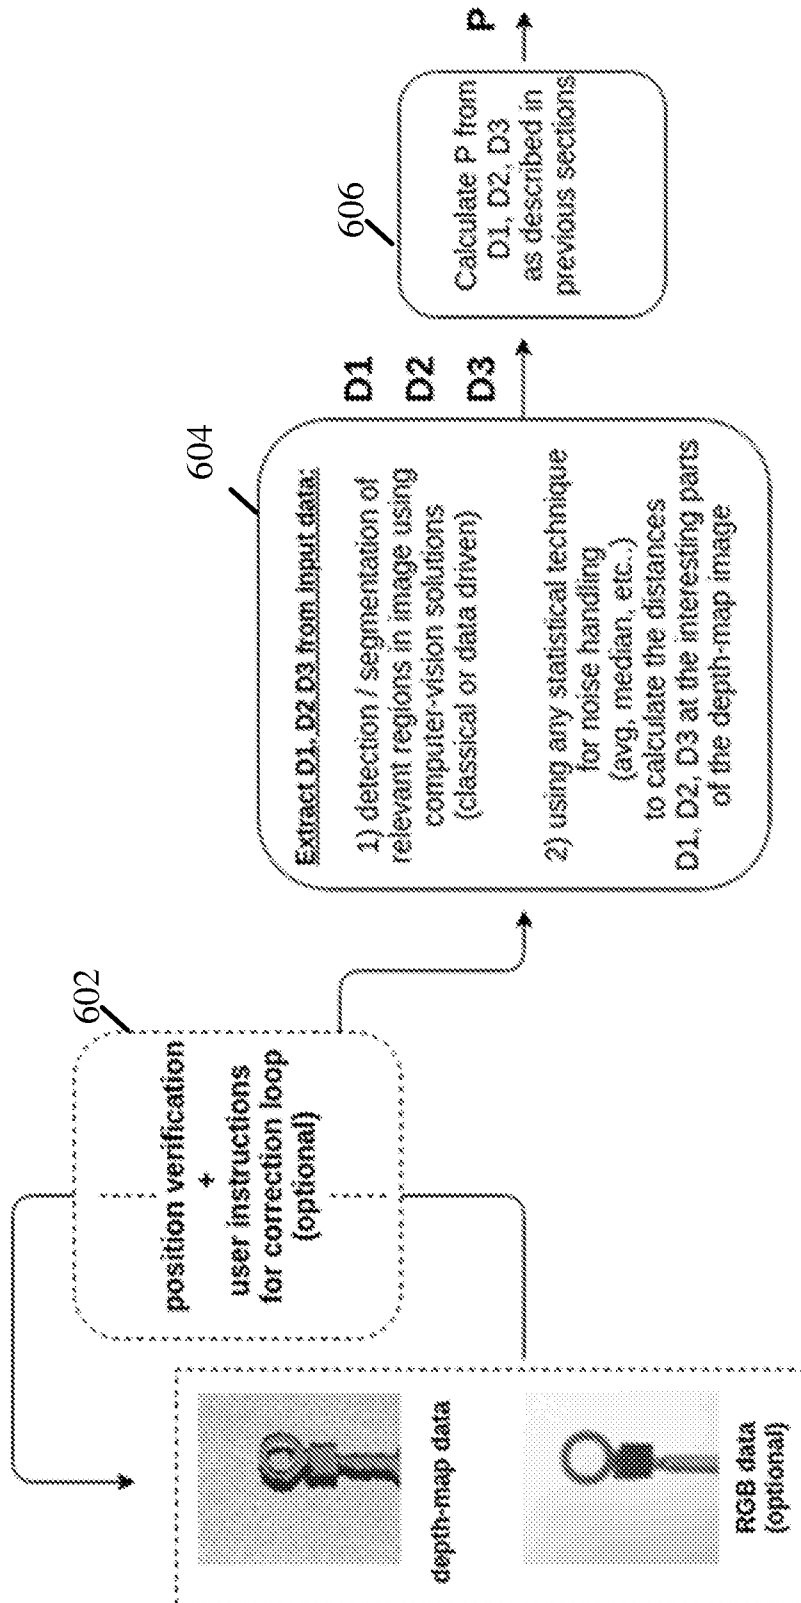 depth-map data
RGB data
(optional)
602
position verification
+
user instructions
for correction loop
(optional)
604
Extract D1, D2 D3 from input data:
1) detection / segmentation of
relevant regions in image using
computer-vision solutions
(classical or data driven)
2) using any statistical technique
for noise handling
(avg, median, etc..)
to calculate the distances
D1, D2, D3 at the interesting parts
of the depth-map image
D1
D2
D3
606
Calculate P from
D1, D2, D3
as described in
previous sections
P